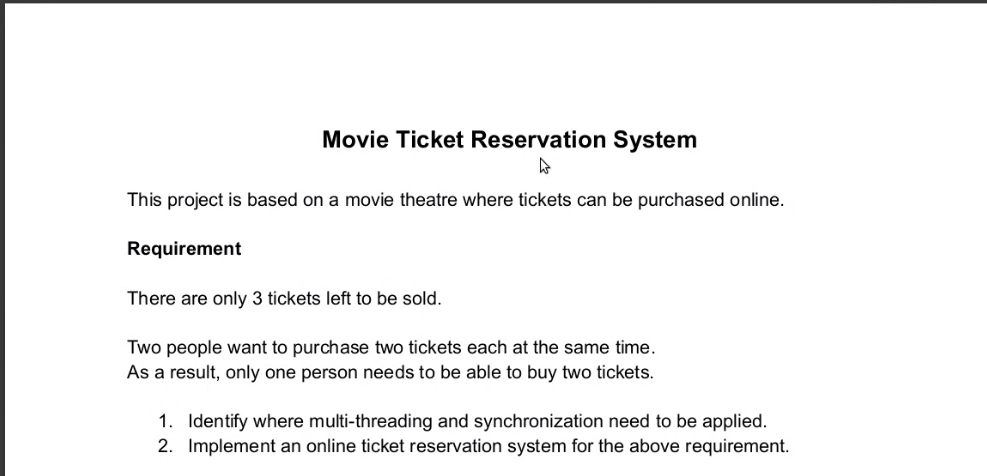 Movie Ticket Reservation System
This project is based on a movie theatre where tickets can be purchased online.
Requirement
There are only 3 tickets left to be sold.
Two people want to purchase two tickets each at the same time.
As a result, only one person needs to be able to buy two tickets.
1. Identify where multi-threading and synchronization need to be applied.
2. Implement an online ticket reservation system for the above requirement.